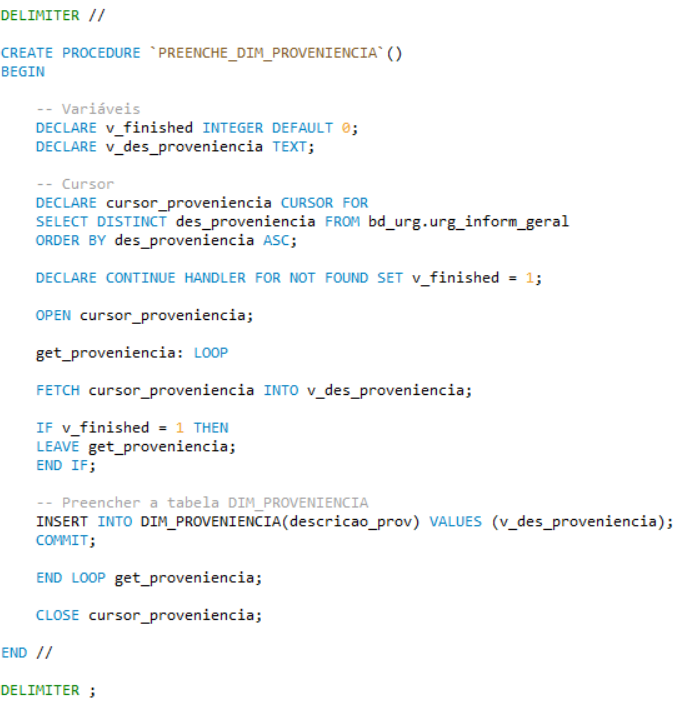 DELIMITER //
CREATE PROCEDURE `PREENCHE_DIM_PROVENIENCIA`()
BEGIN
-- Variáveis
DECLARE v_finished INTEGER DEFAULT 0;
DECLARE v_des_proveniencia TEXT;
-- Cursor
DECLARE cursor_proveniencia CURSOR FOR
SELECT DISTINCT des_proveniencia FROM bd_urg.urg_inform_geral
ORDER BY des_proveniencia ASC;
DECLARE CONTINUE HANDLER FOR NOT FOUND SET v_finished = 1;
OPEN cursor_proveniencia;
get_proveniencia: LOOP
FETCH cursor_proveniencia INTO v_des_proveniencia;
IF v_finished = 1 THEN
LEAVE get_proveniencia;
END IF;
-- Preencher a tabela DIM_PROVENIENCIA
INSERT INTO DIM_PROVENIENCIA(descricao_prov) VALUES (v_des_proveniencia);
COMMIT;
END LOOP get_proveniencia;
CLOSE cursor_proveniencia;
END //
DELIMITER ;